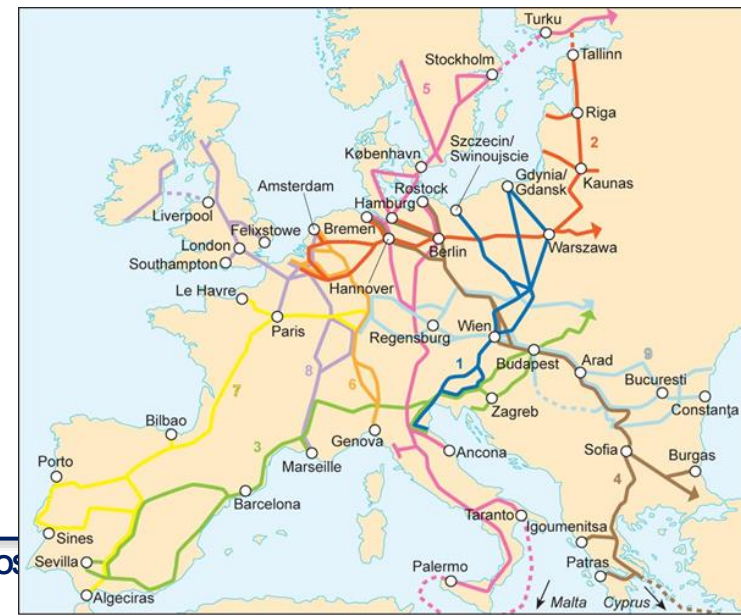 Turku
Tallinn
Stockholm
5
Riga
2
Szczecin/
Swinoujscie
København
Gdynia/
Gdansk
Kaunas
Rostock
Amsterdam
Hamburg
Liverpool
Felixstowe
Bremen
London
Berlin
Warszawa
Southampton
Hannover
Le Havre
Paris
Regensburg
Wien
1
9
Budapest
Arad
8
6
7
Bucuresti
Zagreb
Constanţa
Bilbao
3
Genova
Marseille
Ancona
Sofia
Burgas
Porto
4
Barcelona
Taranto
Igoumenitsa
Sines
Sevilla
Patras
Palermo
Algeciras
Malta
Cyprus